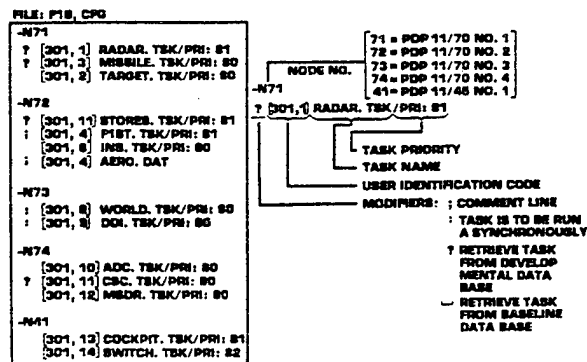 FILE: P18, CPG
-N71
? [301, 1] RADAR. TSK/PRI: 81
? [301, 3] MISSILE. TSK/PRI: 80
[301, 2] TARGET. TSK/PRI: 80
-N72
? [301, 11] STORES. TSK/PRI: 81
; [301, 4] P18T. TSK/PRI: 81
: [301, 6] INS. TSK/PRI: 80
; [301, 4] AERO. DAT
-N73
: [301, 8] WORLD. TSK/PRI: 80
: [301, 9] DDI. TSK/PRI: 80
-N74
[301, 10] ADC. TSK/PRI: 80
? [301, 11] CSC. TSK/PRI: 80
[301, 12] MSDR. TSK/PRI: 80
-N41
[301, 13] COCKPIT. TSK/PRI: 81
[301, 14] SWITCH. TSK/PRI: 82
NODE NO.
71 = PDP 11/70 NO. 1
72 = PDP 11/70 NO. 2
73 = PDP 11/70 NO. 3
74 = PDP 11/70 NO. 4
41 = PDP 11/45 NO. 1
-N71
? [301,1] RADAR. TSK/PRI: 81
TASK PRIORITY
TASK NAME
USER IDENTIFICATION CODE
MODIFIERS: ; COMMENT LINE
: TASK IS TO BE RUN
A SYNCHRONOUSLY
? RETRIEVE TASK
FROM DEVELOP
MENTAL DATA
BASE
RETRIEVE TASK
FROM BASELINE
DATA BASE